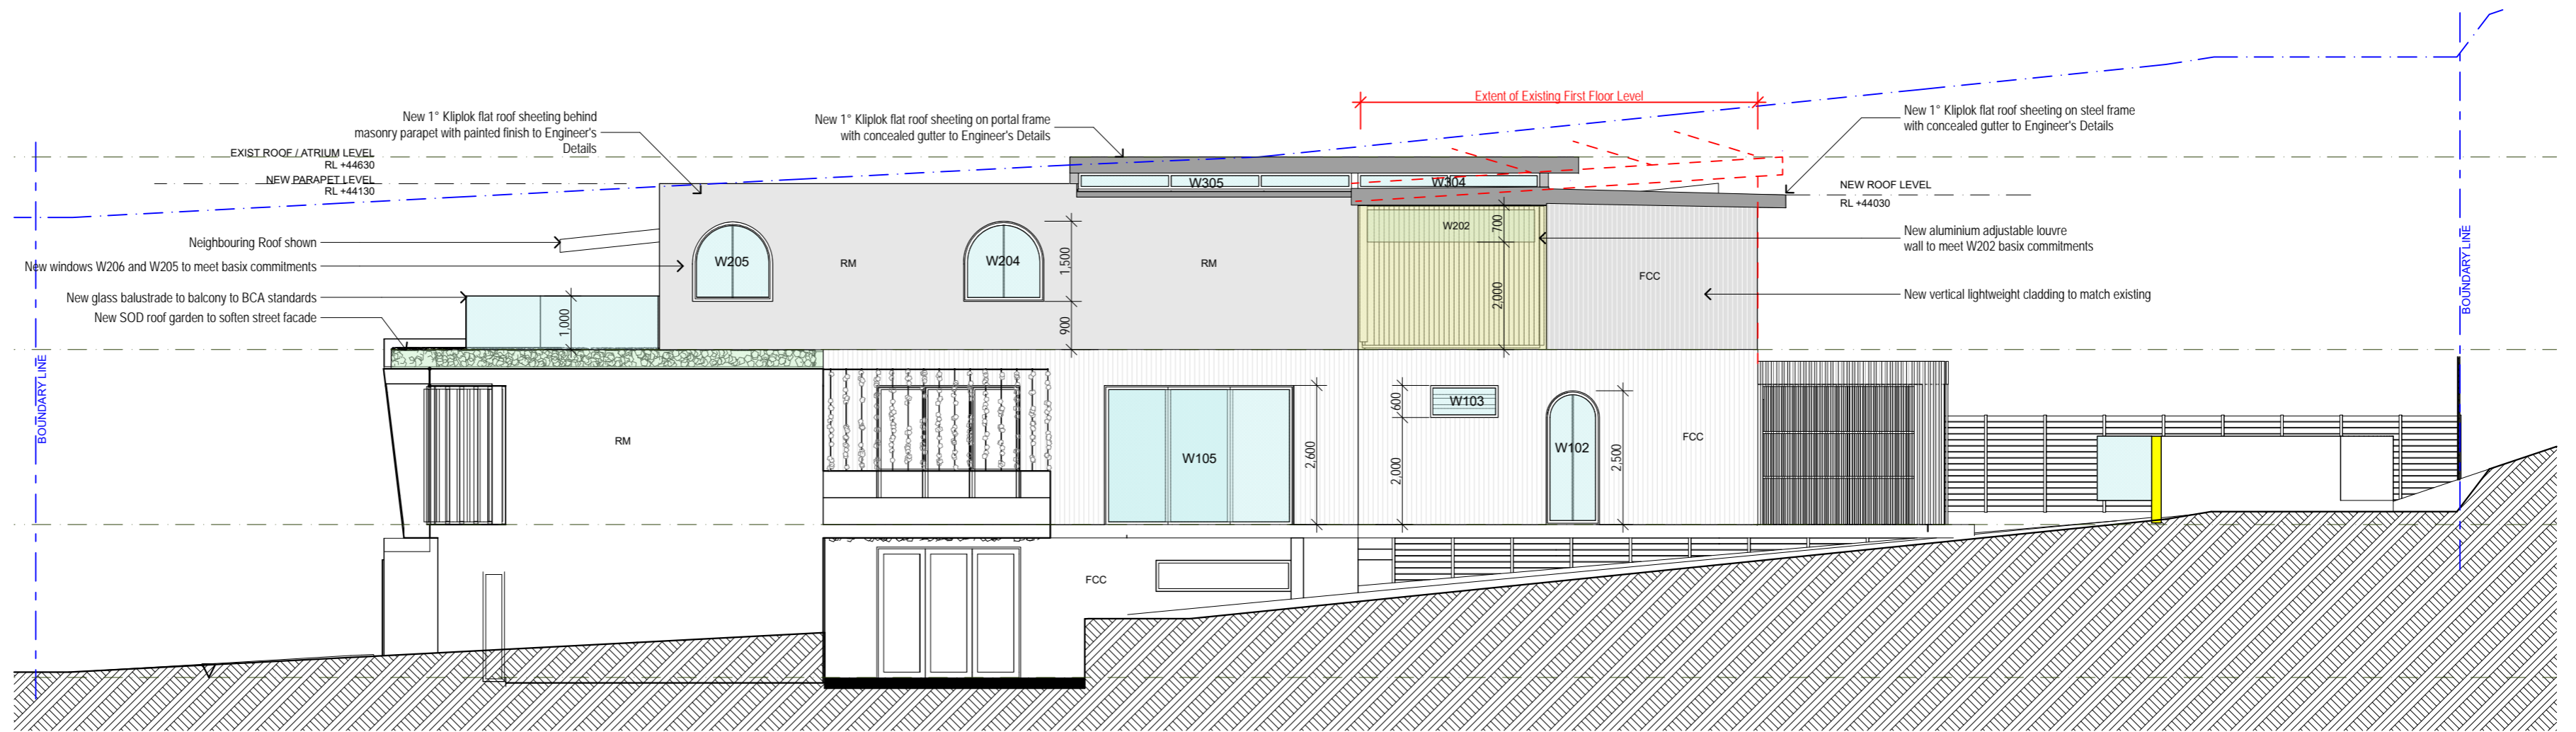 New 1° Kliplok flat roof sheeting behind
masonry parapet with painted finish to Engineer's
Details
EXIST ROOF / ATRIUM LEVEL
RL +44630
NEW PARAPET LEVEL
RL +44130
Neighbouring Roof shown
New windows W206 and W205 to meet basix commitments
New glass balustrade to balcony to BCA standards
New SOD roof garden to soften street facade
BOUNDARY LINE
New 1° Kliplok flat roof sheeting on portal frame
with concealed gutter to Engineer's Details
Extent of Existing First Floor Level
New 1° Kliplok flat roof sheeting on steel frame
with concealed gutter to Engineer's Details
NEW ROOF LEVEL
RL +44030
New aluminium adjustable louvre
wall to meet W202 basix commitments
New vertical lightweight cladding to match existing
BOUNDARY LINE
W305
W304
W205
RM
W204
1,500
900
RM
W202
700
2,000
FCC
1,000
RM
W105
2,600
W103
600
2,000
W102
2,500
FCC
FCC